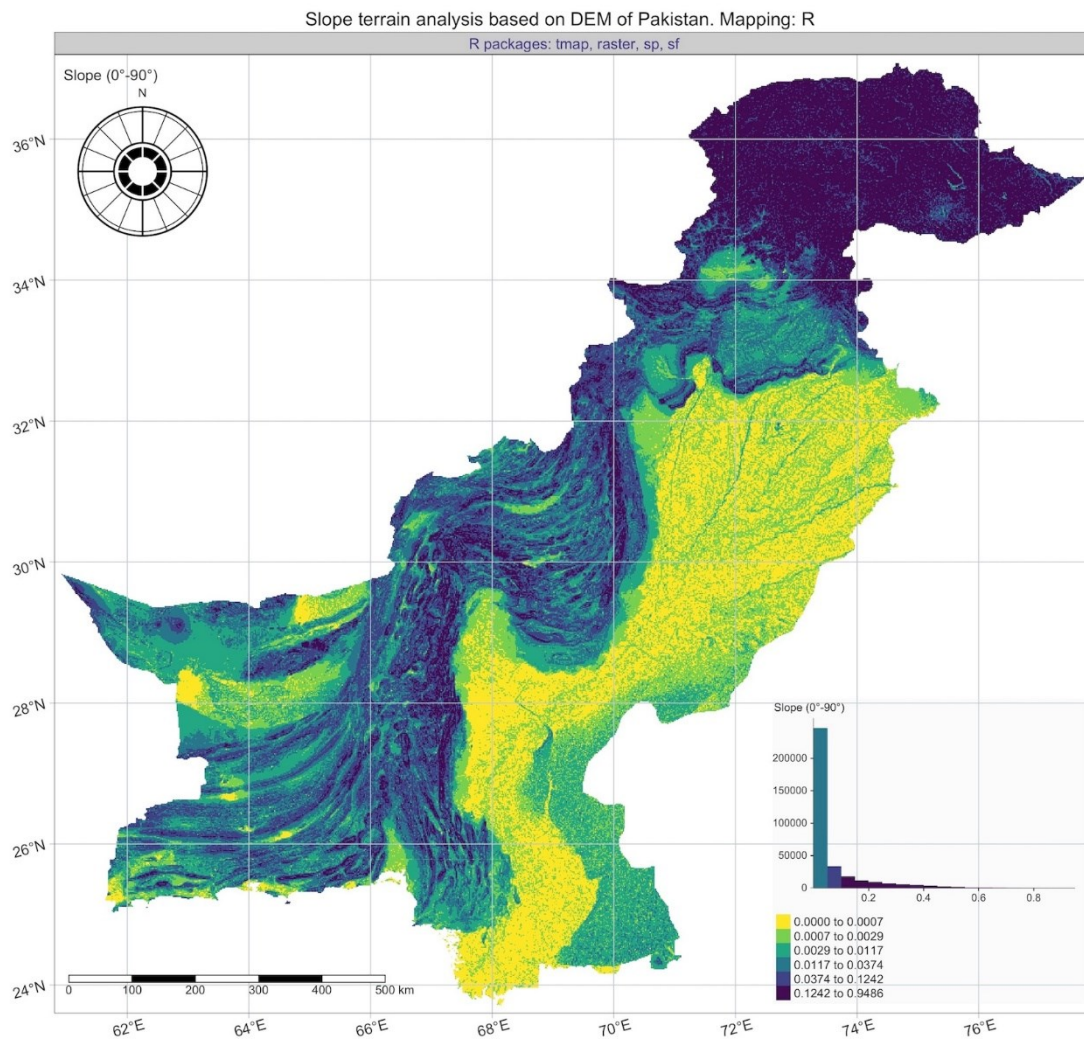 Slope terrain analysis based on DEM of Pakistan. Mapping: R
R packages: tmap, raster, sp, sf
Slope (0°-90°)
N
36°N
34°N
32°N
30°N
28°N
26°N
24°N
Slope (0°-90°)
200000
150000
100000
50000
0
0.2 0.4 0.6 0.8
0.0000 to 0.0007
0.0007 to 0.0029
0.0029 to 0.0117
0.0117 to 0.0374
0.0374 to 0.1242
0.1242 to 0.9486
0 100 200 300 400 500 km
62°E 64°E 66°E 68°E 70°E 72°E 74°E 76°E